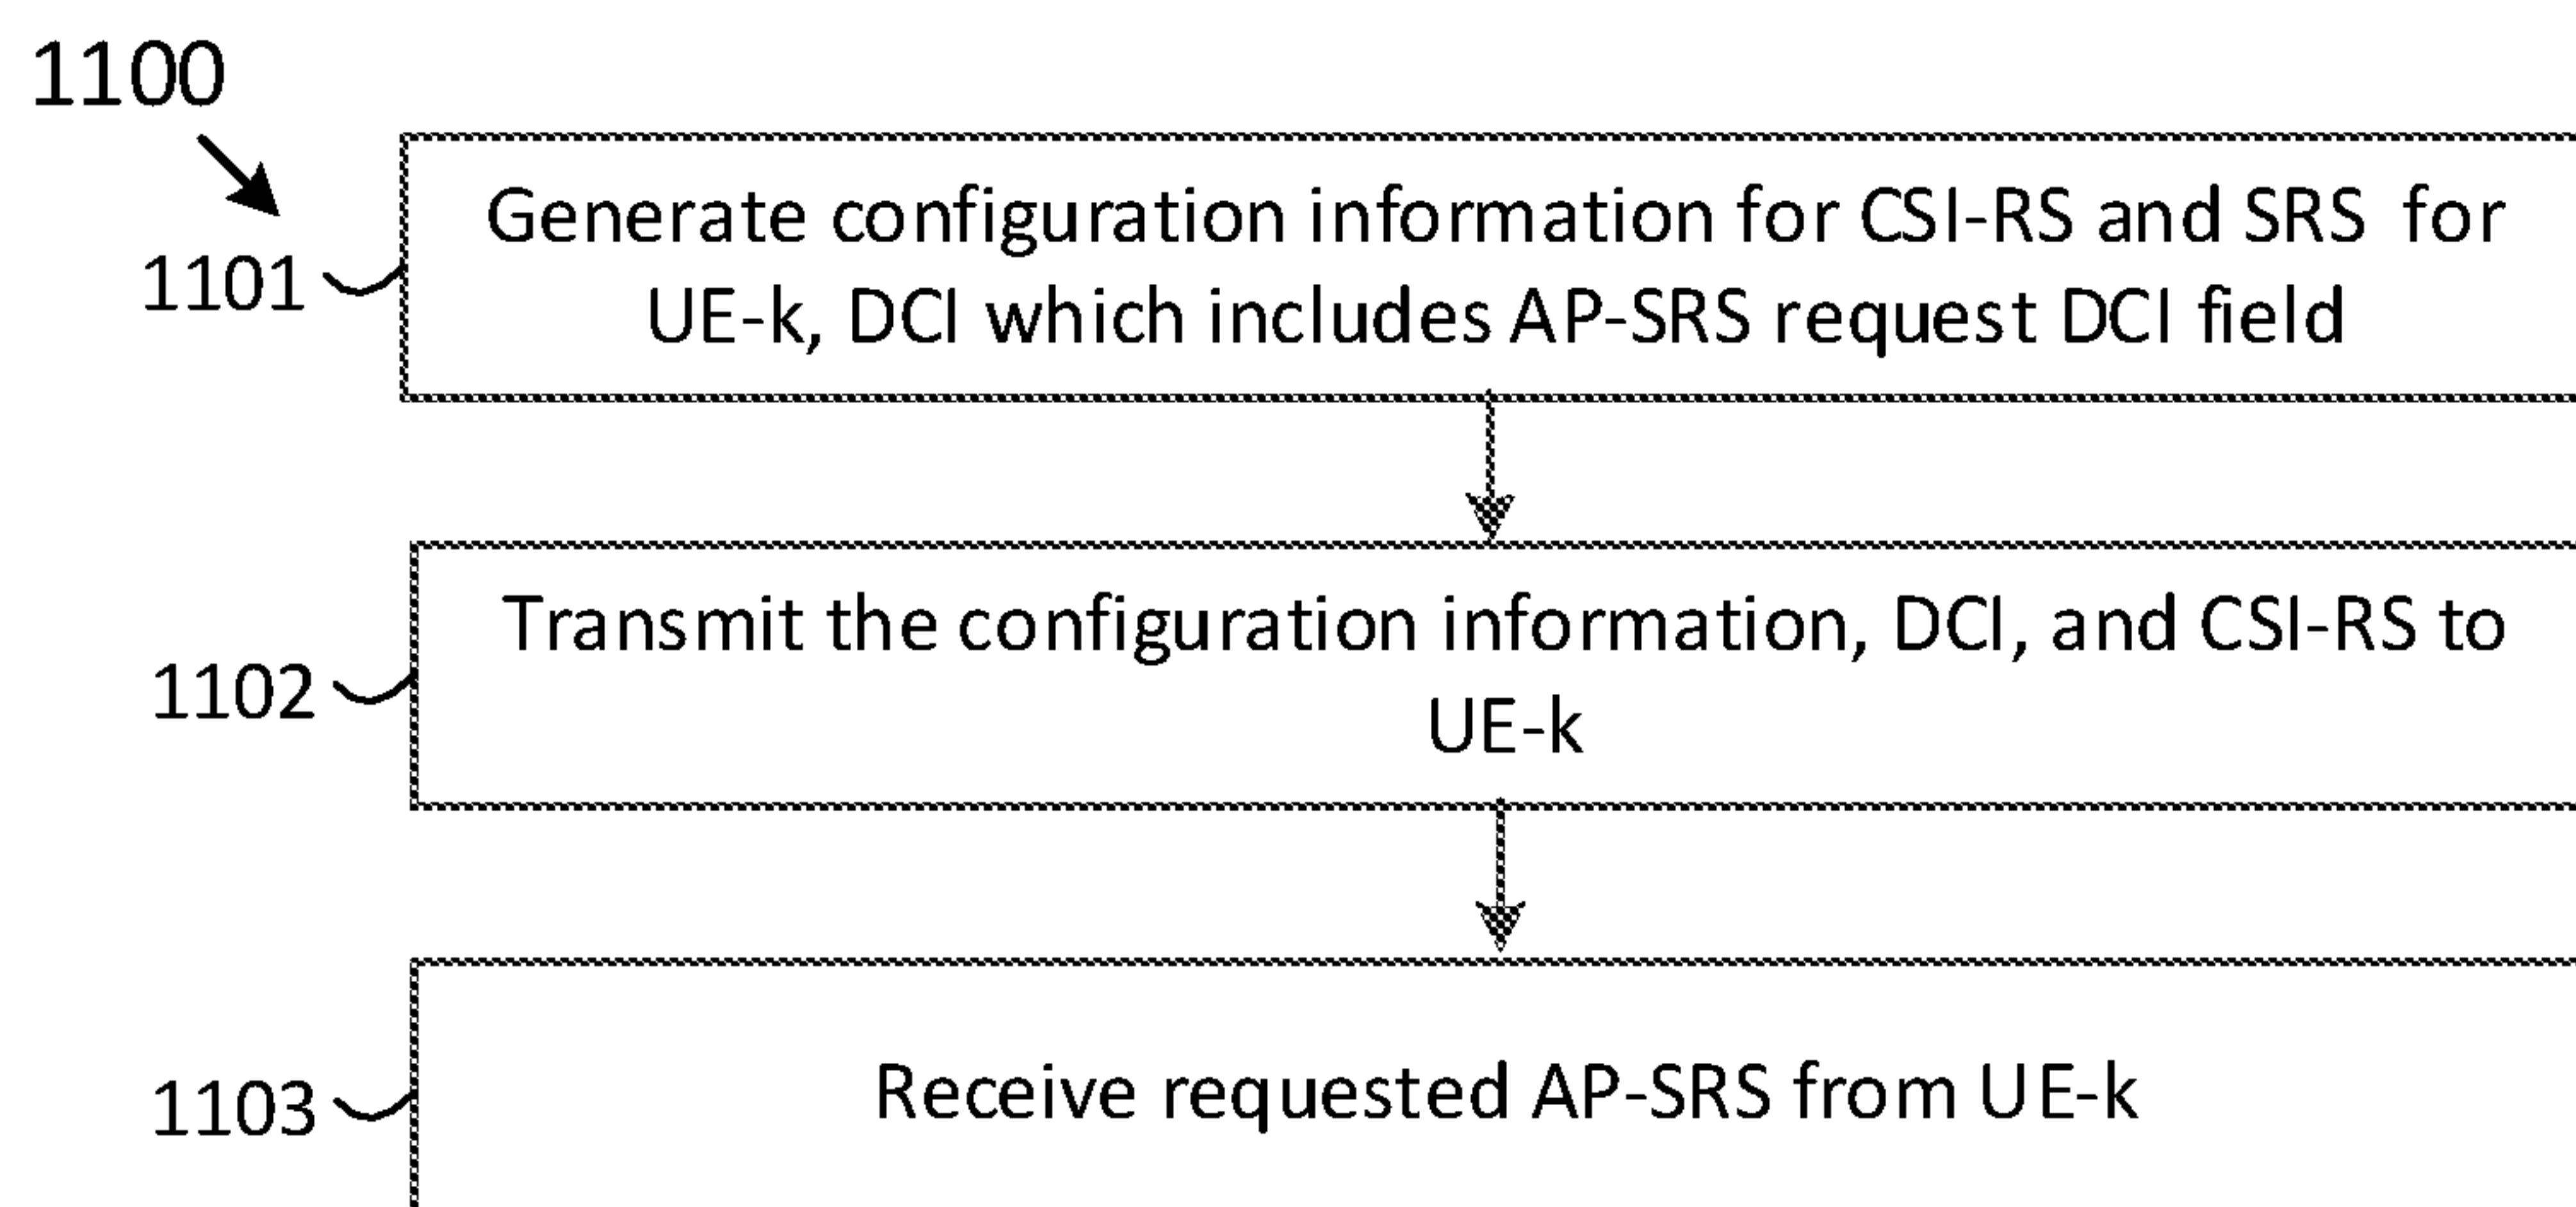 1100
1101
Generate configuration information for CSI-RS and SRS for
UE-k, DCI which includes AP-SRS request DCI field
1102
Transmit the configuration information, DCI, and CSI-RS to
UE-k
1103
Receive requested AP-SRS from UE-k